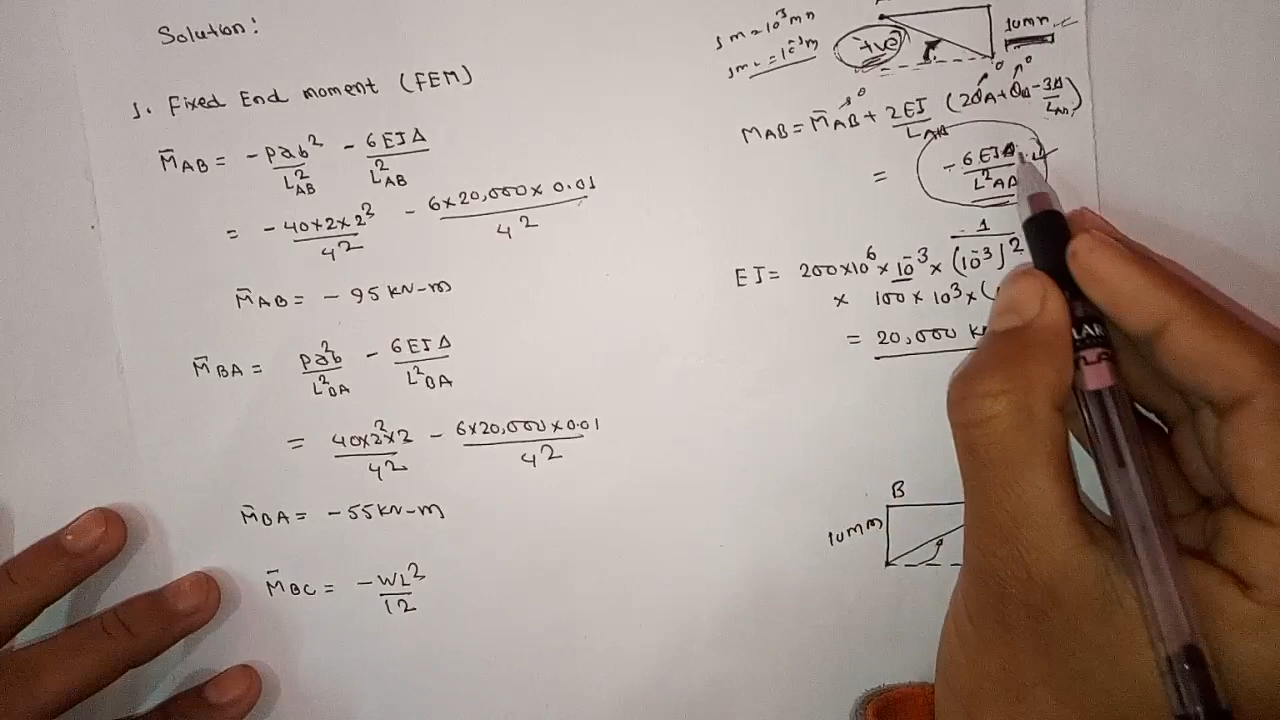 Solution:
1. Fixed End moment (FEM)
M̄AB = -Pab²/L²AB - 6EIΔ/L²AB
= -40×2×2²/4² - 6×20,000×0.01/4²
M̄AB = -95 kN-m
M̄BA = Pa²b/L²BA - 6EIΔ/L²BA
= 40×2²×2/4² - 6×20,000×0.01/4²
M̄BA = -55 kN-m
M̄BC = -WL²/12
1m = 10³ mm
1mm = 10⁻³ m
+ve
10mm
MAB = M̄AB + 2EI/LAB (2θA + θB - 3Δ/LAB)
= - 6EIΔ/L²AB
EI = 200×10⁶ × 10⁻³ × 1/(10⁻³)²
× 100 × 10³ × (
= 20,000
B
10mm